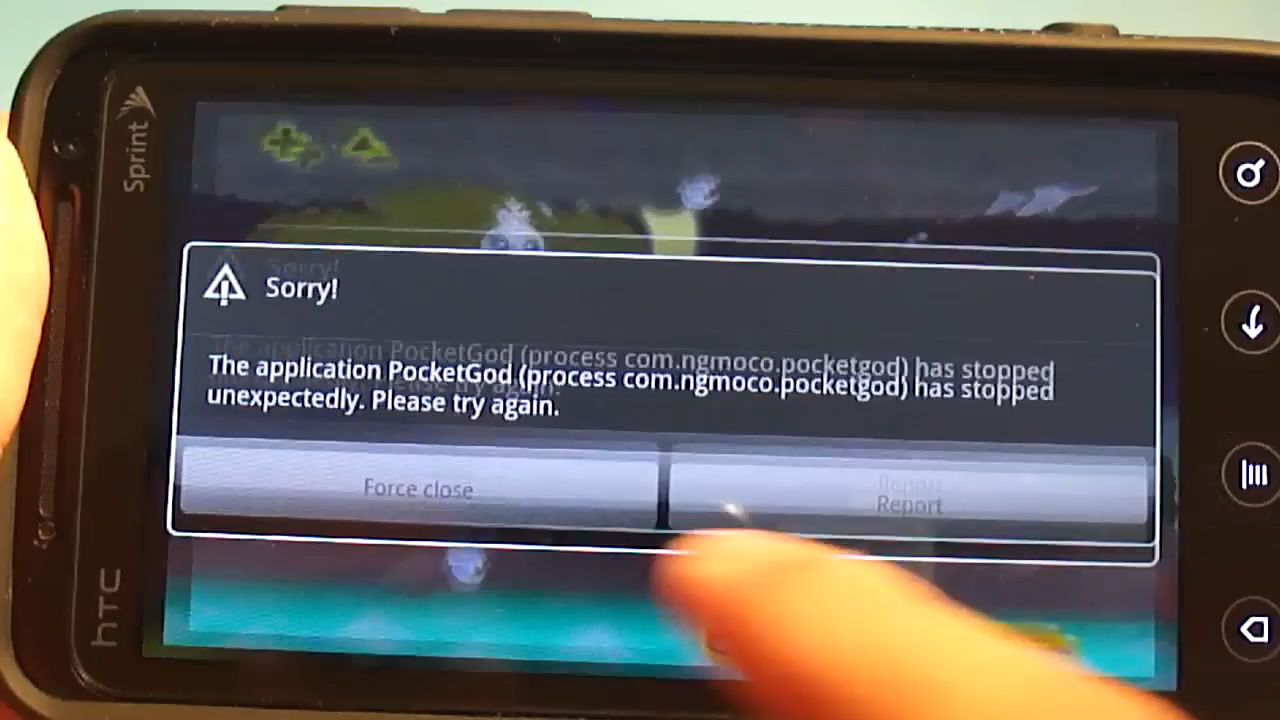 Sprint
Sorry!
The application PocketGod (process com.ngmoco.pocketgod) has stopped
unexpectedly. Please try again.
Force close
Report
hTC